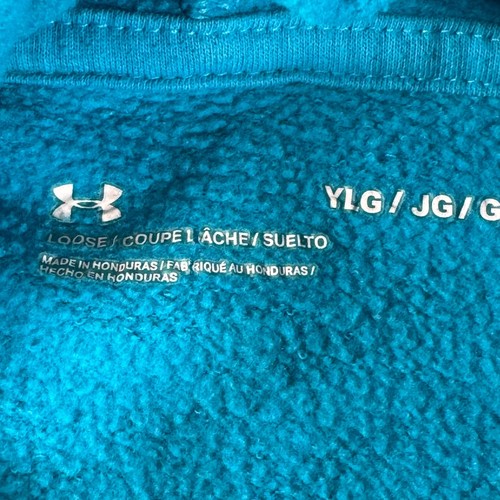 YLG / JG / G
LOOSE / COUPE LÂCHE / SUELTO
MADE IN HONDURAS / FABRIQUÉ AU HONDURAS /
HECHO EN HONDURAS